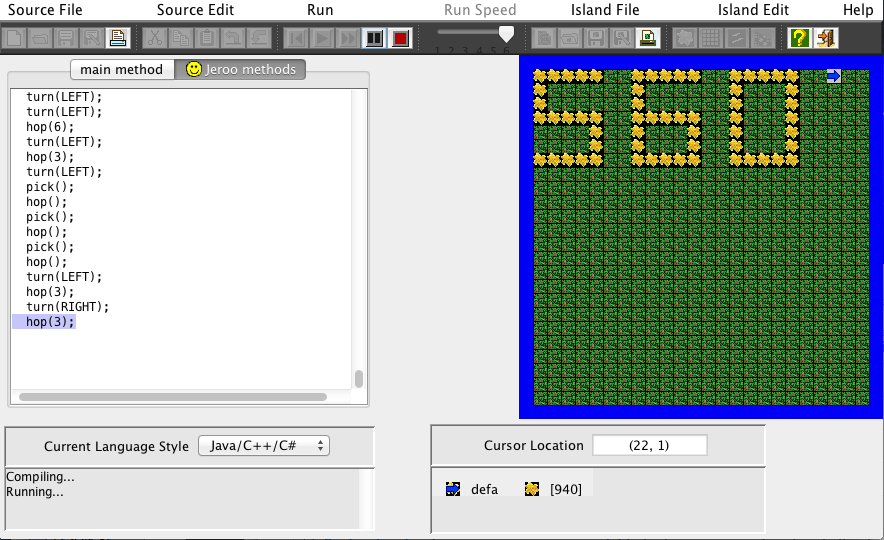 Source File Source Edit Run Run Speed Island File Island Edit Help
1 2 3 4 5 6
main method Jeroo methods
turn(LEFT);
turn(LEFT);
hop(6);
turn(LEFT);
hop(3);
turn(LEFT);
pick();
hop();
pick();
hop();
pick();
hop();
turn(LEFT);
hop(3);
turn(RIGHT);
hop(3);
Current Language Style Java/C++/C#
Compiling...
Running...
Cursor Location (22, 1)
defa [940]